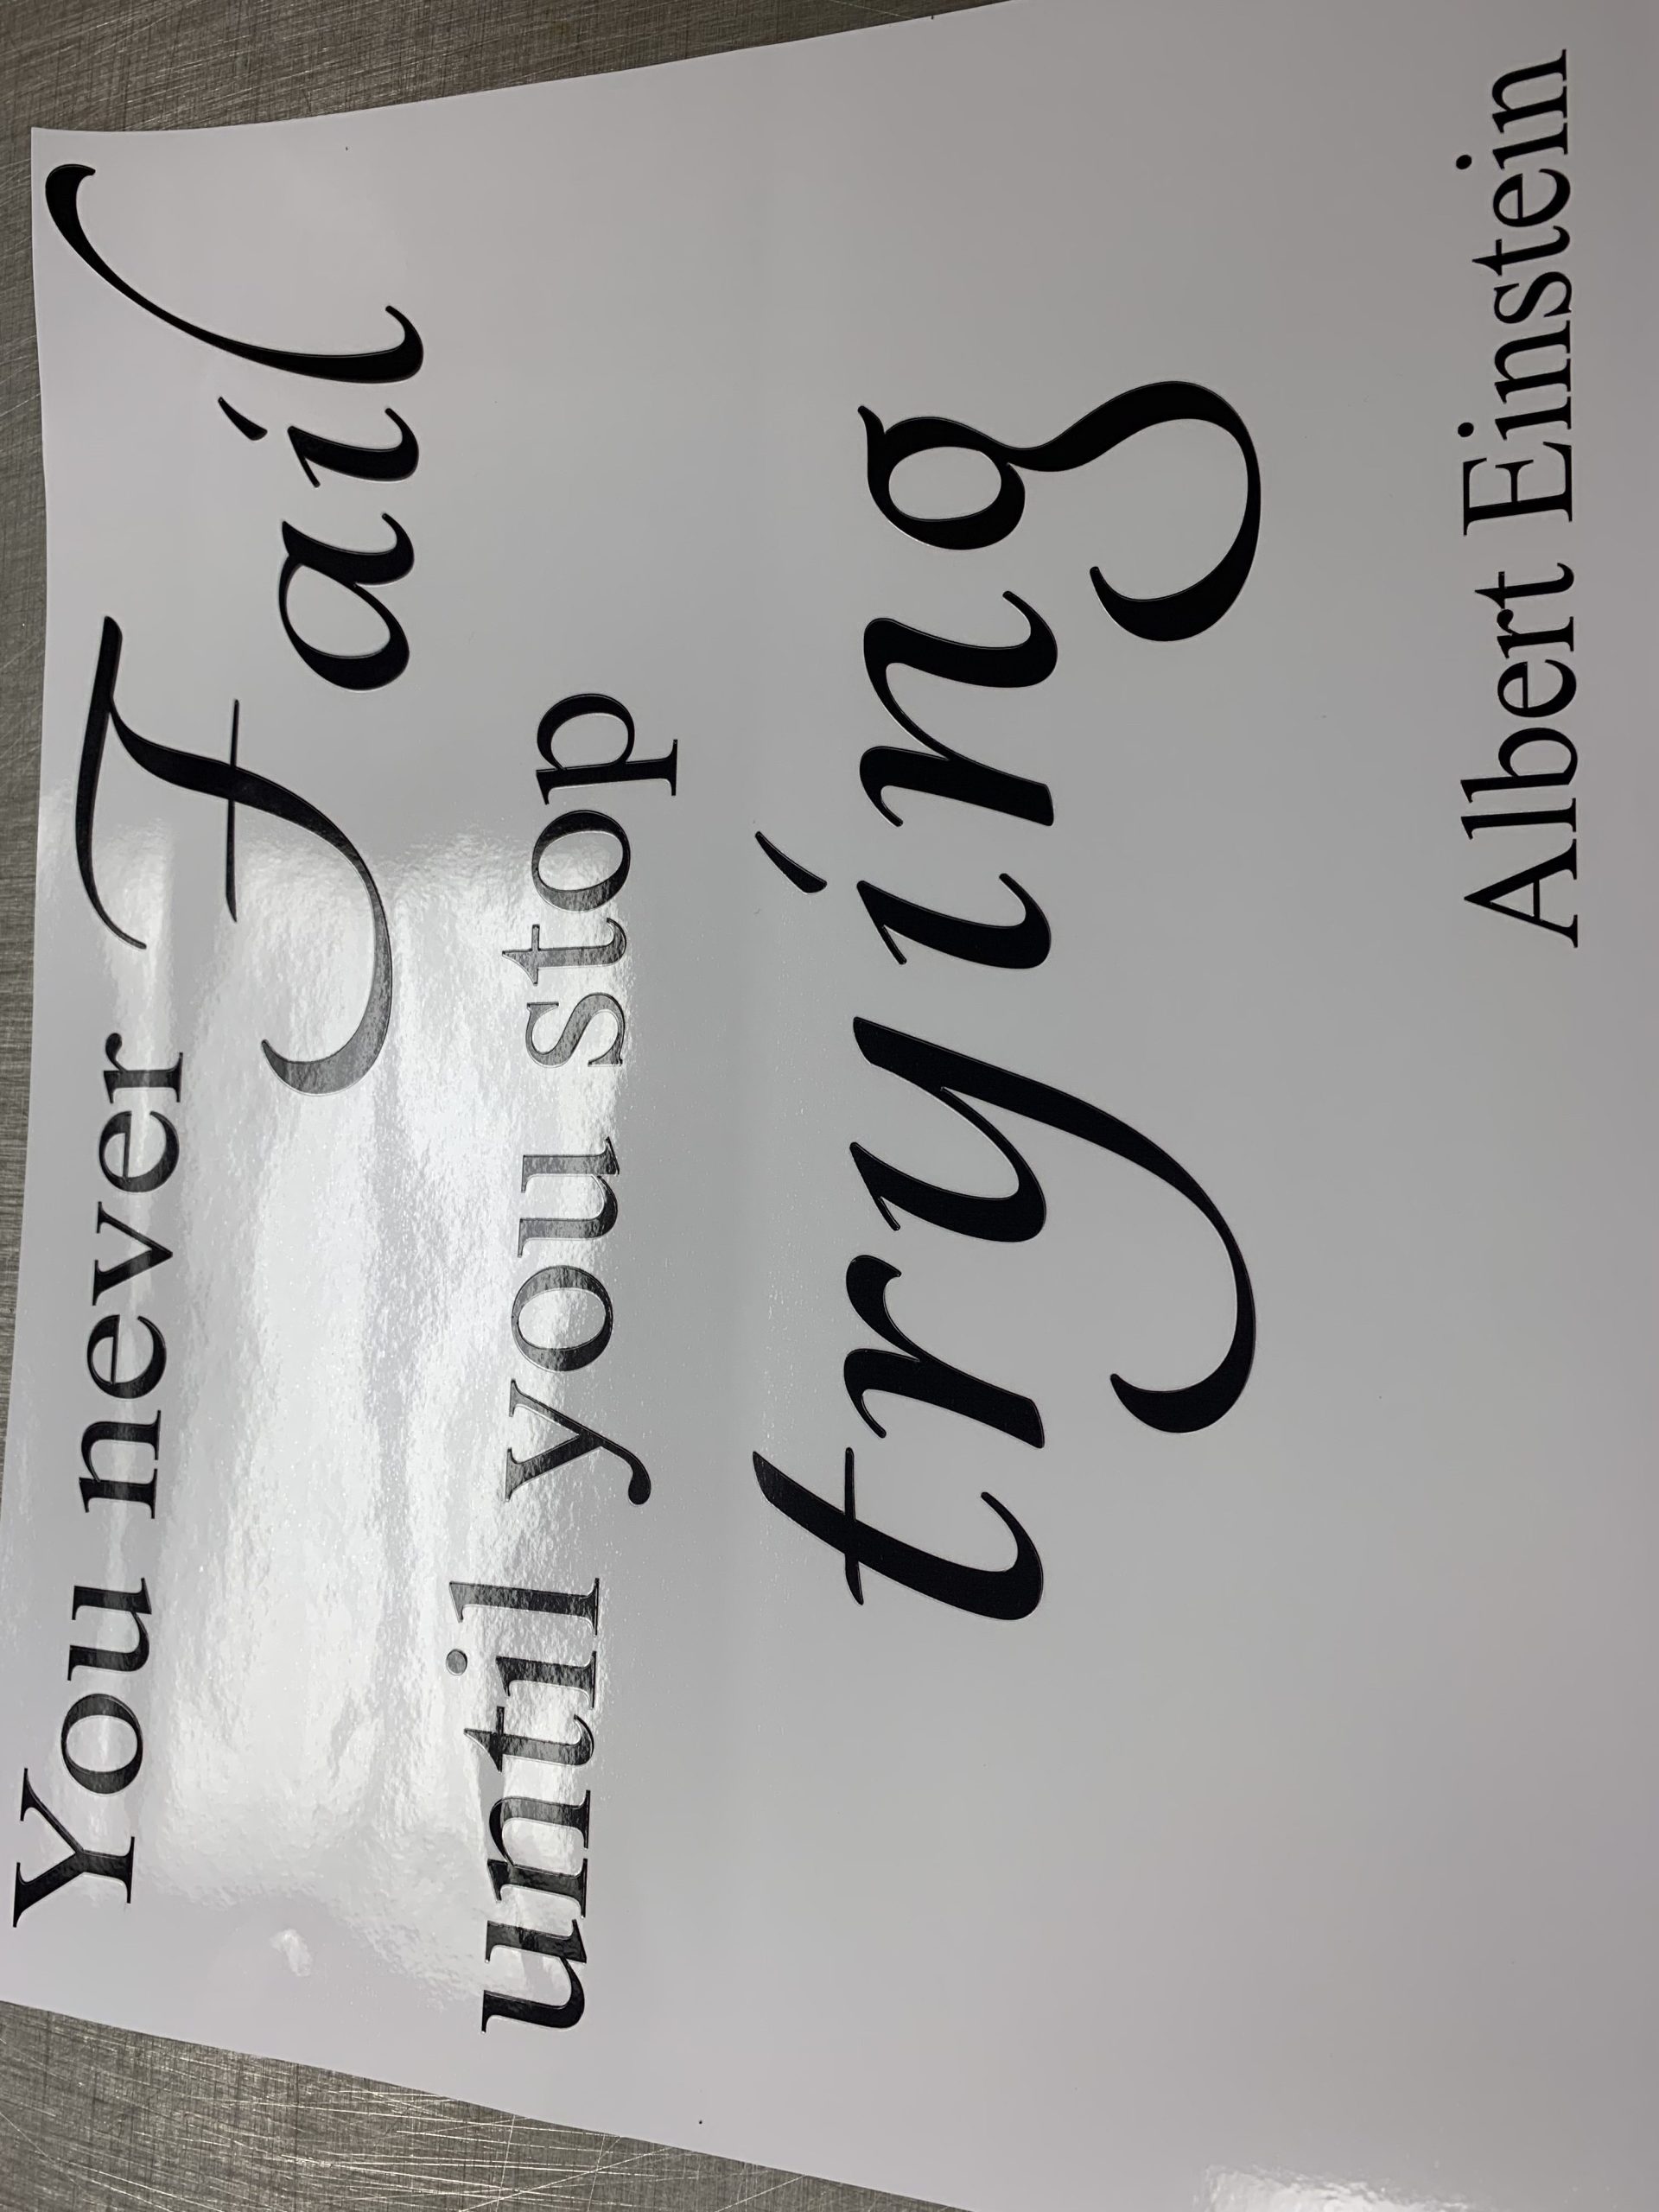 You never Fail
until you stop
trying
Albert Einstein